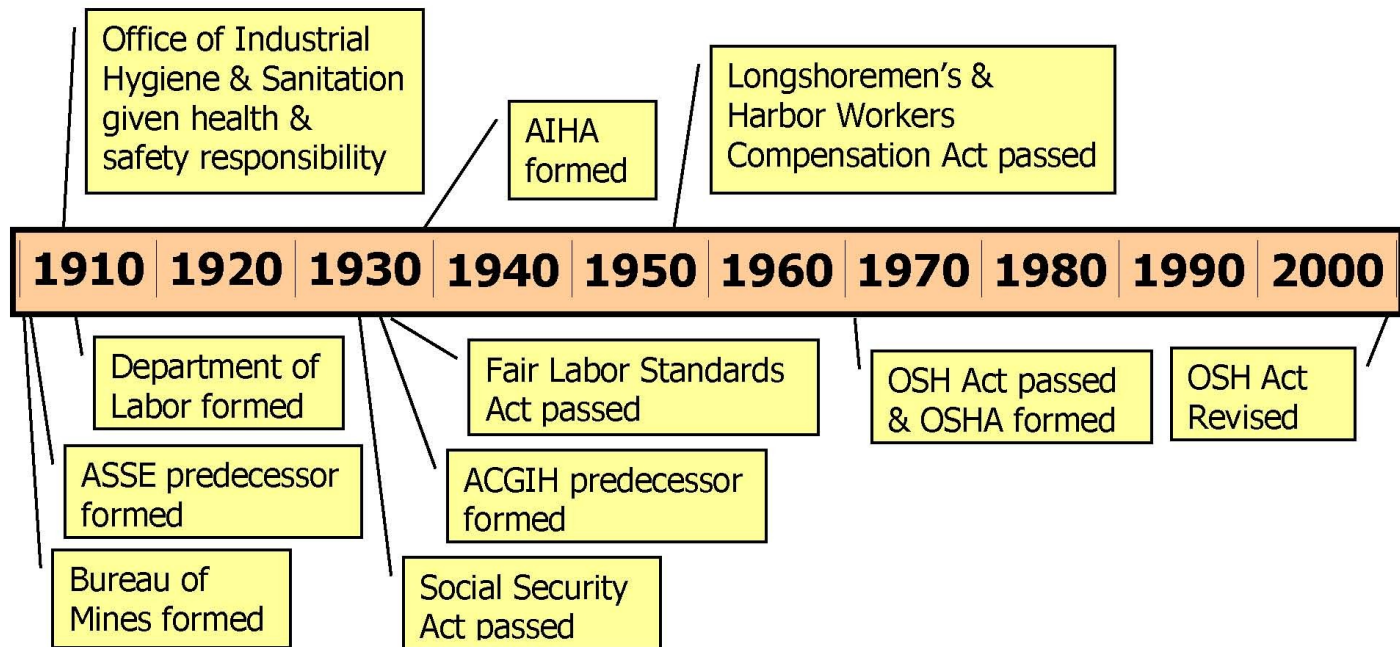 Office of Industrial
Hygiene & Sanitation
given health &
safety responsibility
AIHA
formed
Longshoremen's &
Harbor Workers
Compensation Act passed
1910 1920 1930 1940 1950 1960 1970 1980 1990 2000
Department of
Labor formed
Fair Labor Standards
Act passed
OSH Act passed
& OSHA formed
OSH Act
Revised
ASSE predecessor
formed
ACGIH predecessor
formed
Bureau of
Mines formed
Social Security
Act passed